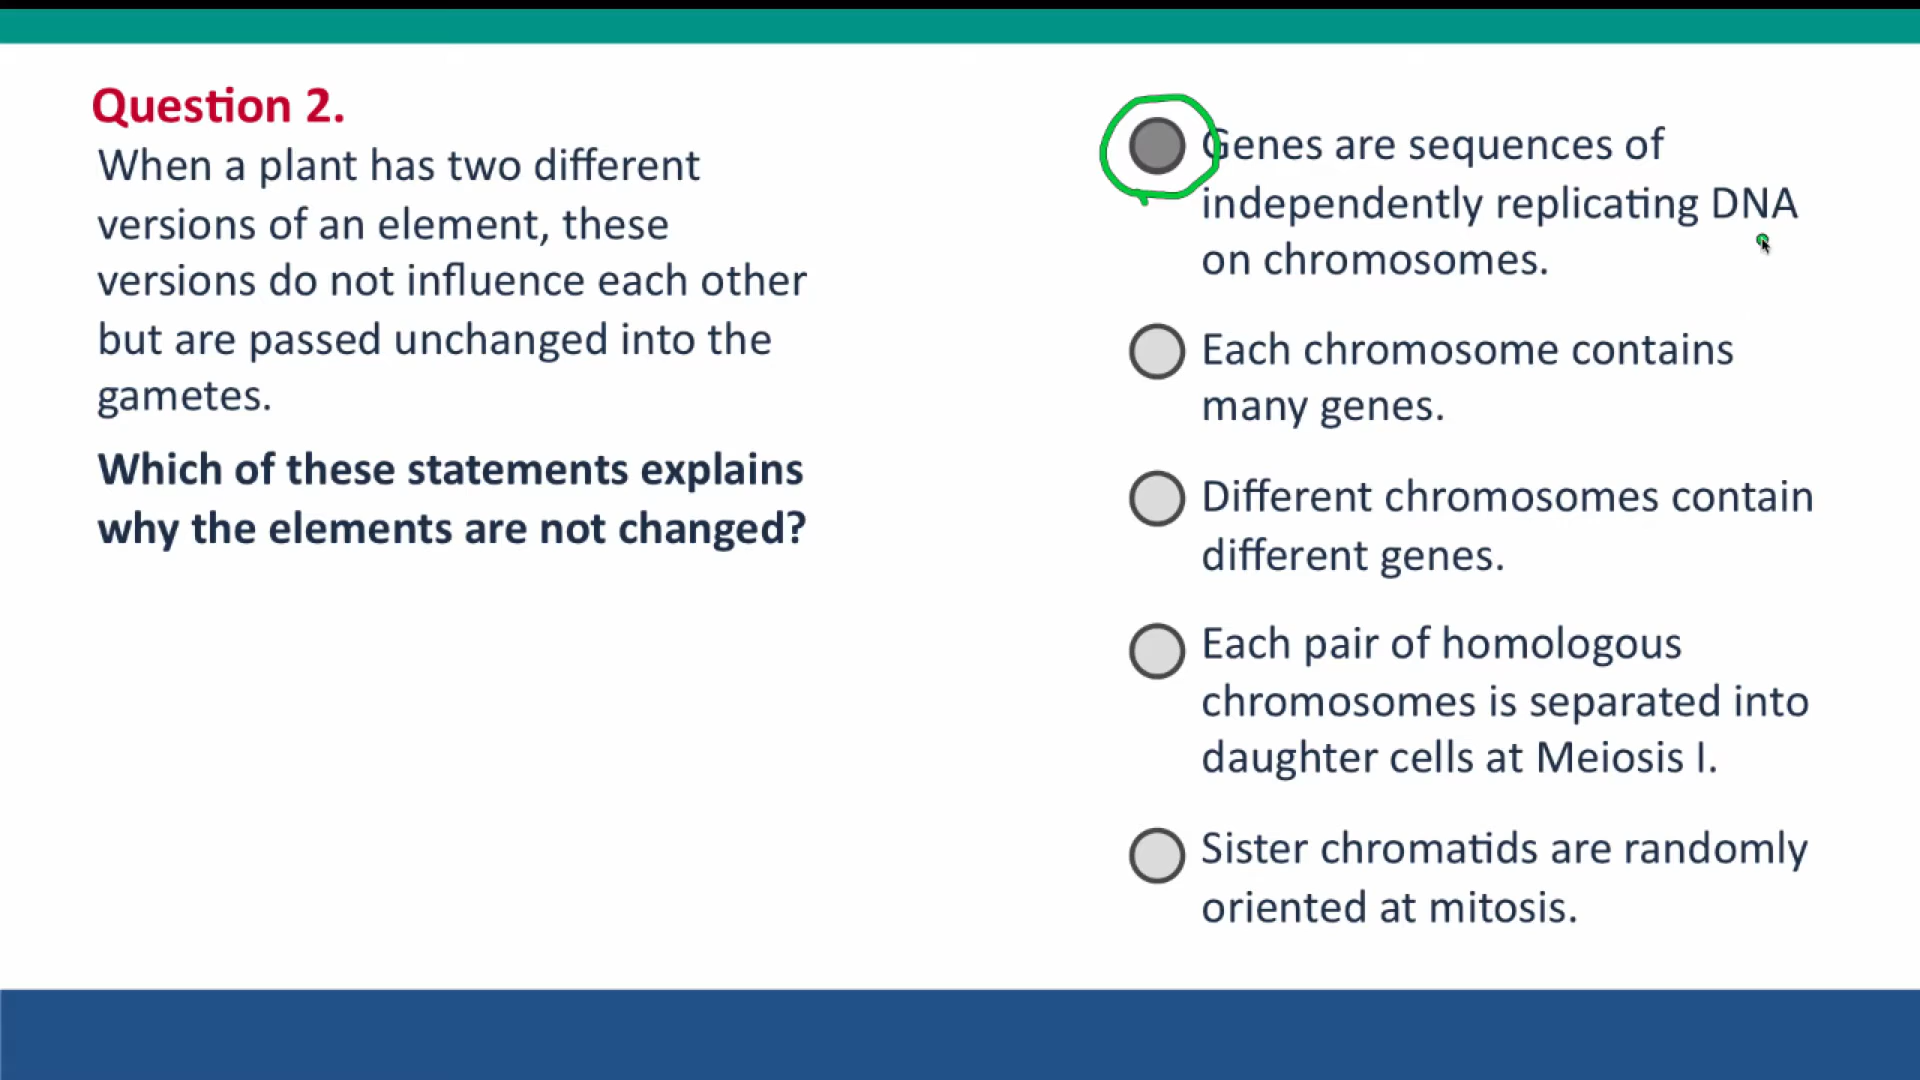 Question 2.
When a plant has two different
versions of an element, these
versions do not influence each other
but are passed unchanged into the
gametes.
Which of these statements explains
why the elements are not changed?
Genes are sequences of
independently replicating DNA
on chromosomes.
Each chromosome contains
many genes.
Different chromosomes contain
different genes.
Each pair of homologous
chromosomes is separated into
daughter cells at Meiosis I.
Sister chromatids are randomly
oriented at mitosis.